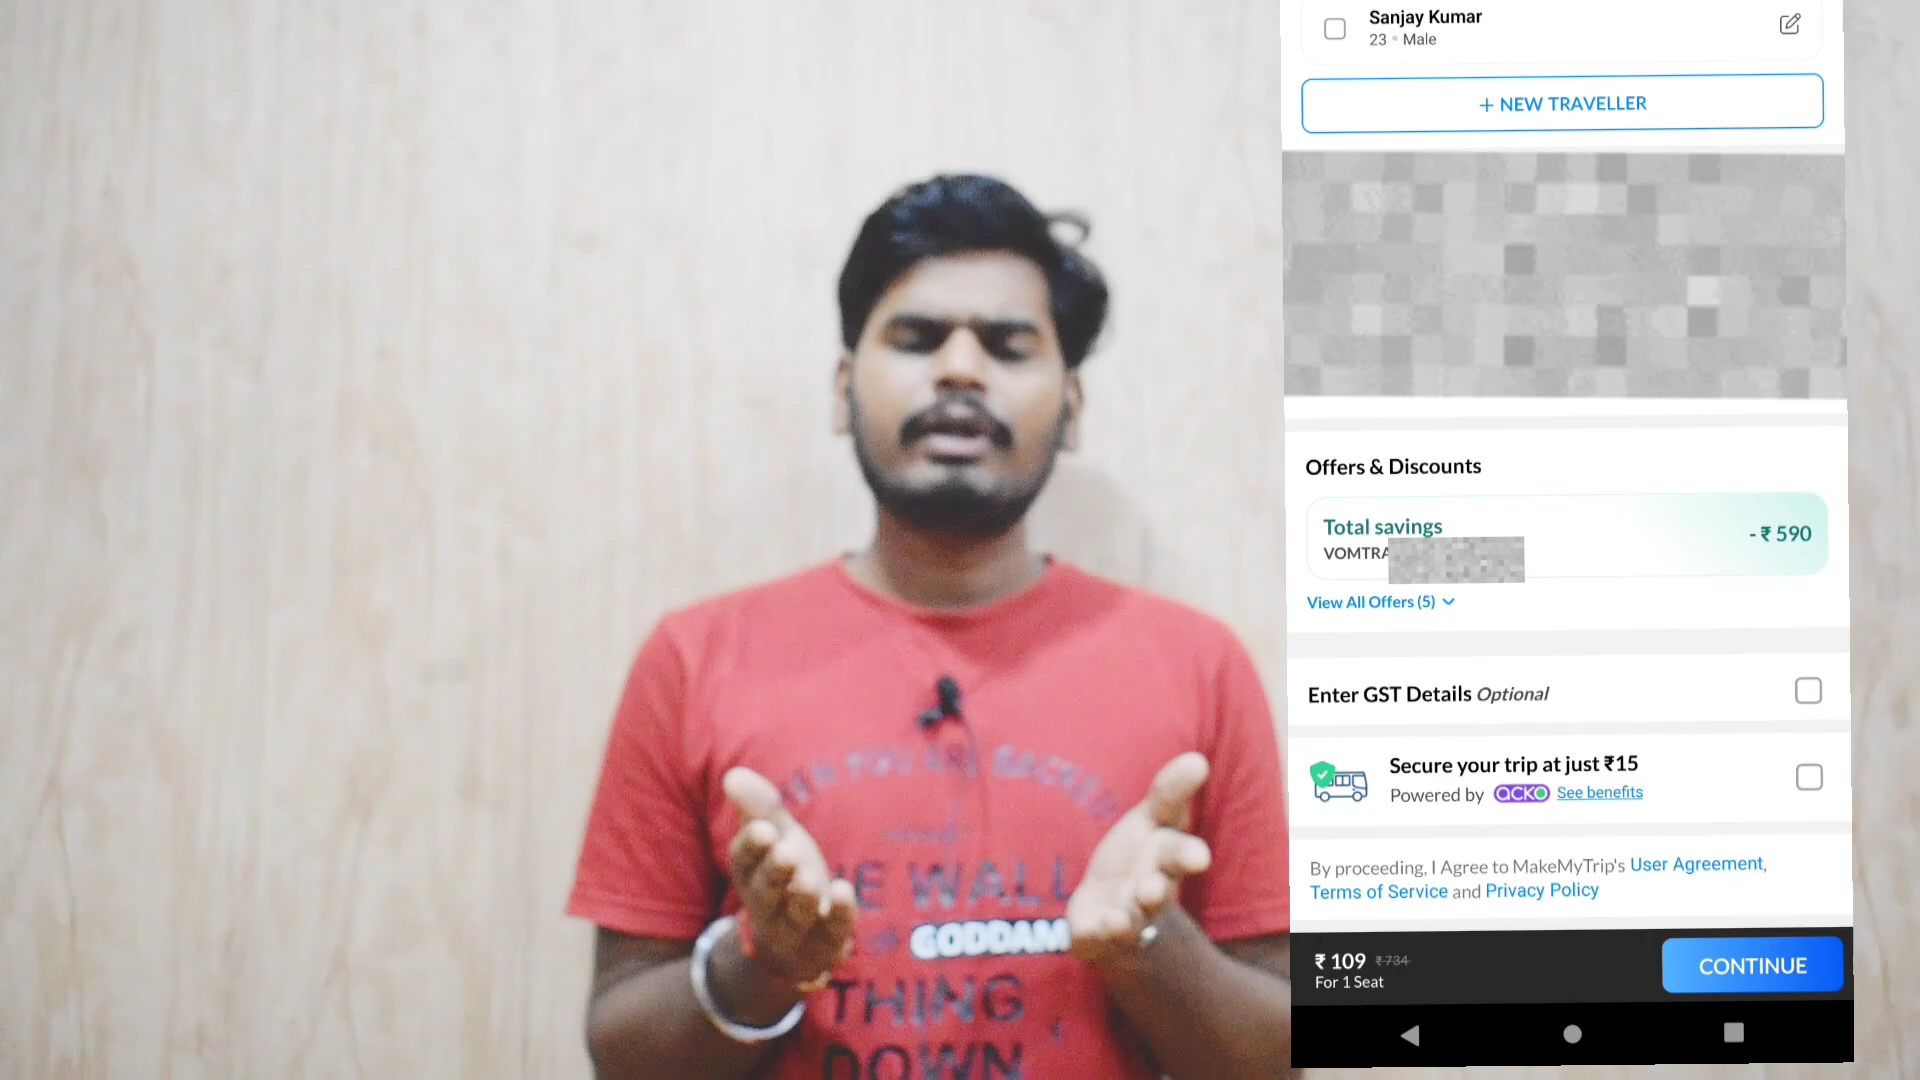 Sanjay Kumar
23 • Male
+ NEW TRAVELLER
Offers & Discounts
Total savings
- ₹ 590
VOMTRA
View All Offers (5)
Enter GST Details Optional
Secure your trip at just ₹15
Powered by acko See benefits
By proceeding, I Agree to MakeMyTrip's User Agreement,
Terms of Service and Privacy Policy
₹ 109 ₹ 734
For 1 Seat
CONTINUE
WALL
GODDAM
THING
DOWN